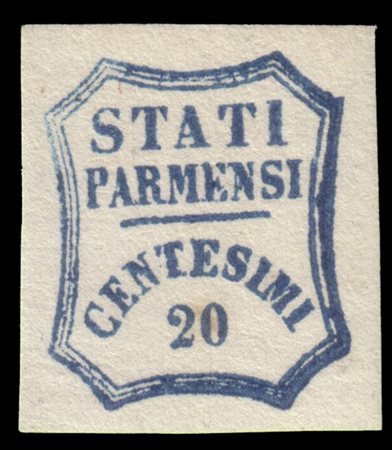 STATI
PARMENSI
CENTESIMI
20